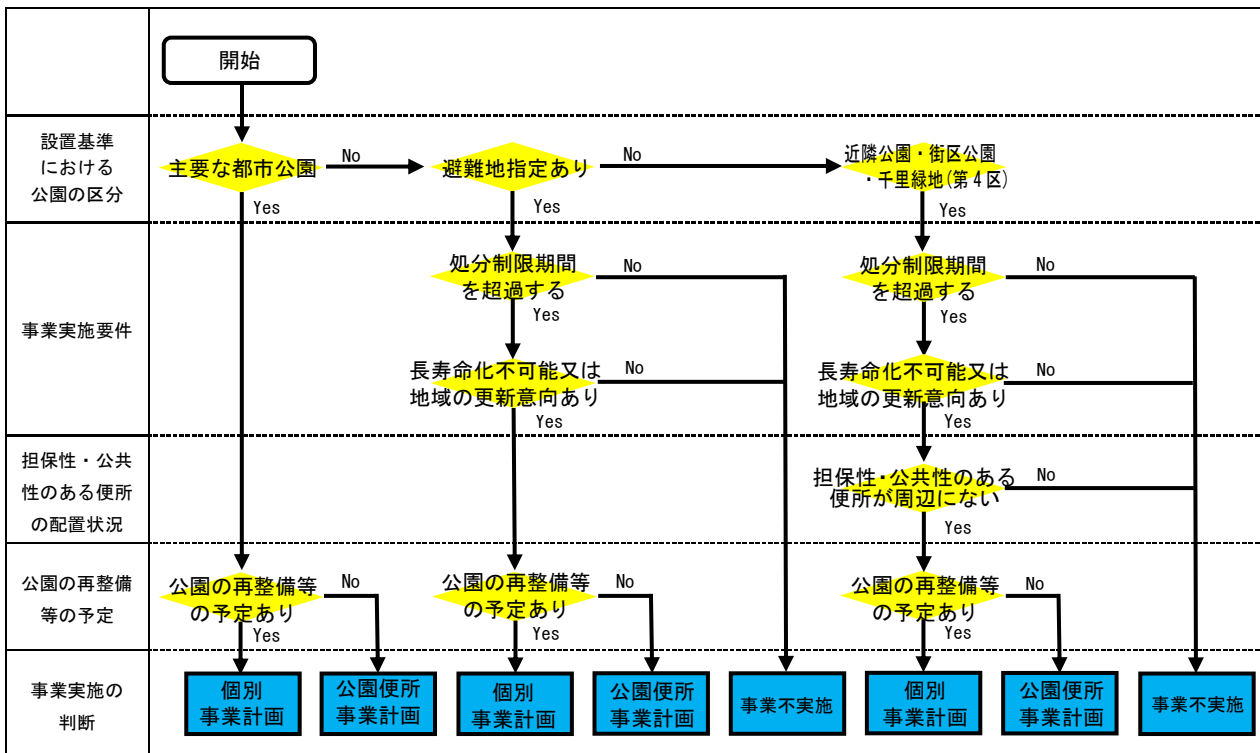 開始
設置基準
における
公園の区分
主要な都市公園
No
避難地指定あり
No
近隣公園・街区公園
・千里緑地(第4区)
Yes
Yes
Yes
事業実施要件
処分制限期間
を超過する
No
処分制限期間
を超過する
No
Yes
Yes
長寿命化不可能又は
地域の更新意向あり
No
長寿命化不可能又は
地域の更新意向あり
No
Yes
Yes
担保性・公共
性のある便所
の配置状況
担保性・公共性のある
便所が周辺にない
No
Yes
公園の再整備
等の予定
公園の再整備等
の予定あり
No
公園の再整備等
の予定あり
No
公園の再整備等
の予定あり
No
Yes
Yes
Yes
事業実施の
判断
個別
事業計画
公園便所
事業計画
個別
事業計画
公園便所
事業計画
事業不実施
個別
事業計画
公園便所
事業計画
事業不実施